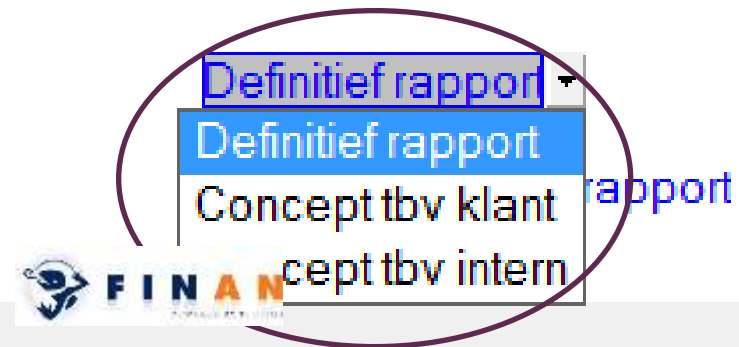 Definitief rapport
Definitief rapport
Concept tbv klant
rapport
cept tbv intern
FINAN